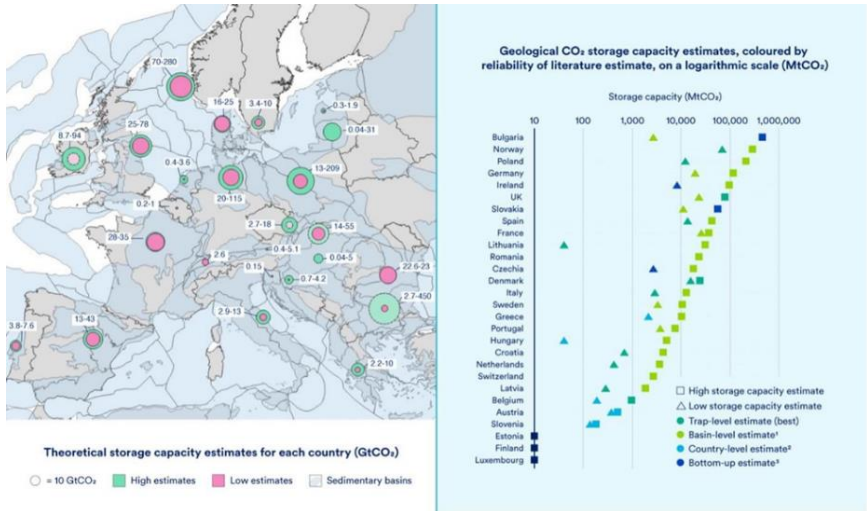 70-280
16-25
3.4-10
0.3-1.9
0.04-31
8.7-94
25-78
0.4-3.6
13-209
0.2-1
20-115
2.7-18
14-55
28-35
2.6
0.4-5.1
0.04-5
0.15
0.7-4.2
22.6-23
2.7-450
3.8-7.6
13-43
2.9-13
2.2-10
Theoretical storage capacity estimates for each country (GtCO₂)
= 10 GtCO₂ High estimates Low estimates Sedimentary basins
Geological CO₂ storage capacity estimates, coloured by
reliability of literature estimate, on a logarithmic scale (MtCO₂)
Storage capacity (MtCO₂)
10 100 1,000 10,000 100,000 1,000,000
Bulgaria
Norway
Poland
Germany
Ireland
UK
Slovakia
Spain
France
Lithuania
Romania
Czechia
Denmark
Italy
Sweden
Greece
Portugal
Hungary
Croatia
Netherlands
Switzerland
Latvia
Belgium
Austria
Slovenia
Estonia
Finland
Luxembourg
High storage capacity estimate
Low storage capacity estimate
Trap-level estimate (best)
Basin-level estimate¹
Country-level estimate²
Bottom-up estimate³